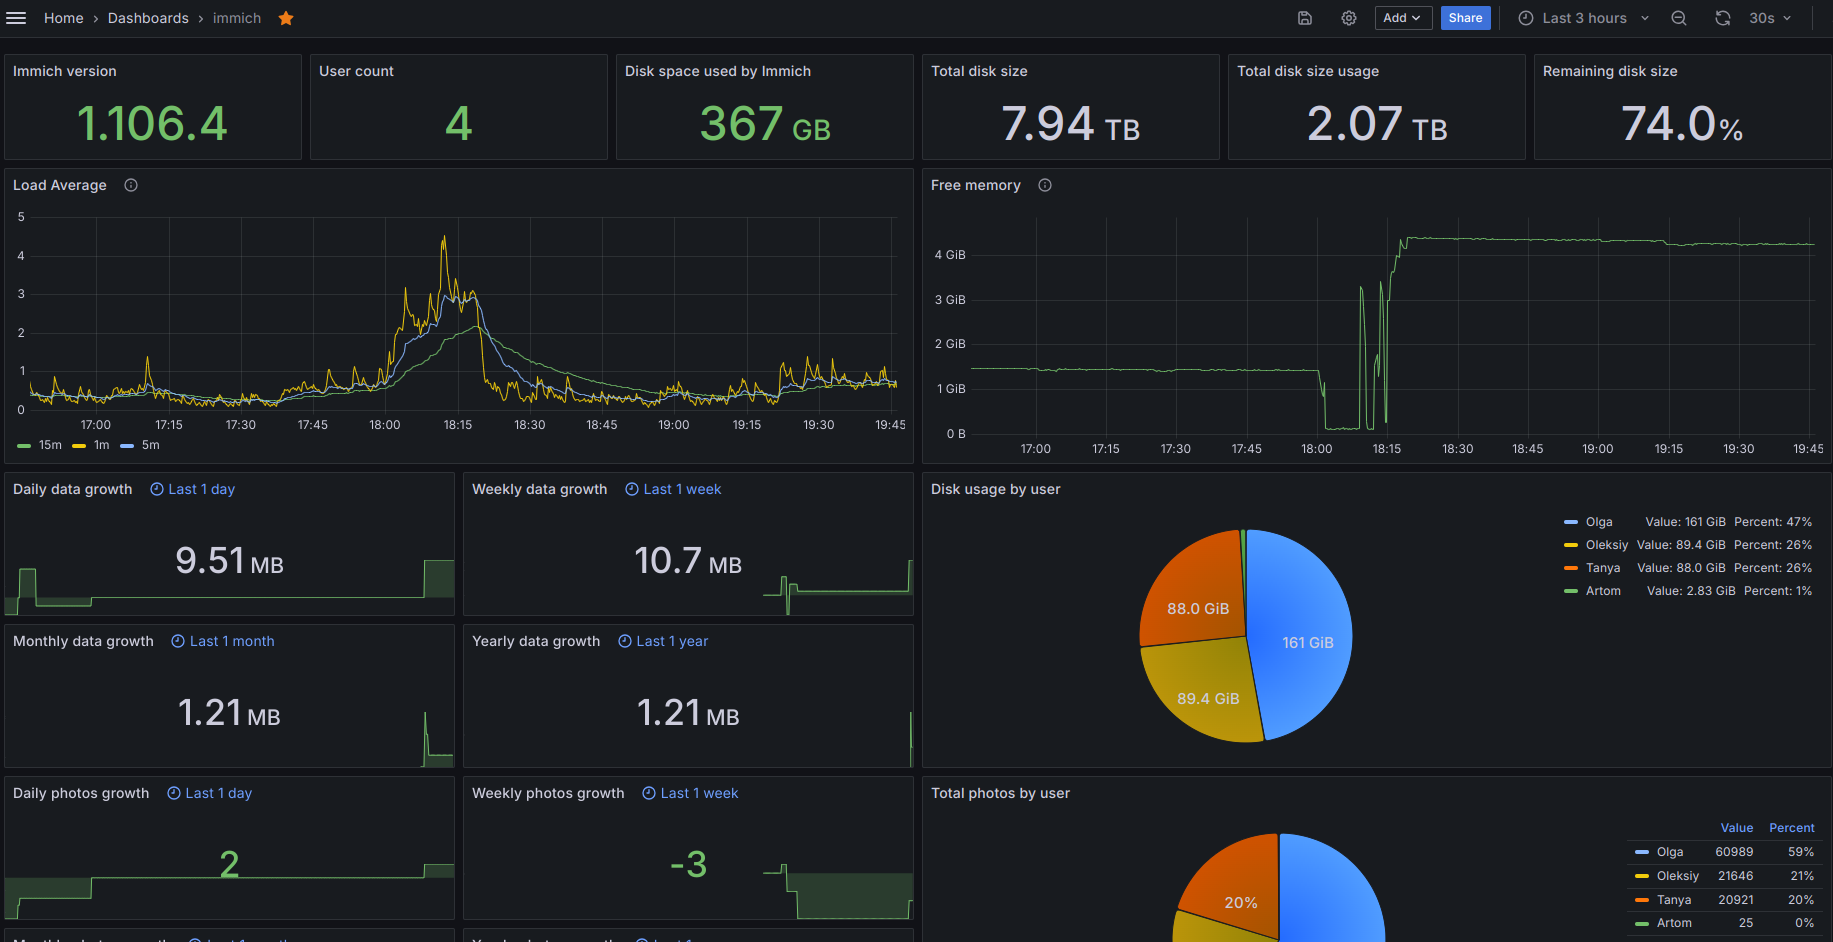 Home › Dashboards › immich
Add
Share
Last 3 hours
30s
Immich version
1.106.4
User count
4
Disk space used by Immich
367 GB
Total disk size
7.94 TB
Total disk size usage
2.07 TB
Remaining disk size
74.0%
Load Average
5
4
3
2
1
0
17:00 17:15 17:30 17:45 18:00 18:15 18:30 18:45 19:00 19:15 19:30 19:45
15m 1m 5m
Free memory
4 GiB
3 GiB
2 GiB
1 GiB
0 B
17:00 17:15 17:30 17:45 18:00 18:15 18:30 18:45 19:00 19:15 19:30 19:45
Daily data growth Last 1 day
9.51 MB
Weekly data growth Last 1 week
10.7 MB
Disk usage by user
88.0 GiB
161 GiB
89.4 GiB
Olga Value: 161 GiB Percent: 47%
Oleksiy Value: 89.4 GiB Percent: 26%
Tanya Value: 88.0 GiB Percent: 26%
Artom Value: 2.83 GiB Percent: 1%
Monthly data growth Last 1 month
1.21 MB
Yearly data growth Last 1 year
1.21 MB
Daily photos growth Last 1 day
2
Weekly photos growth Last 1 week
-3
Total photos by user
20%
Value Percent
Olga 60989 59%
Oleksiy 21646 21%
Tanya 20921 20%
Artom 25 0%